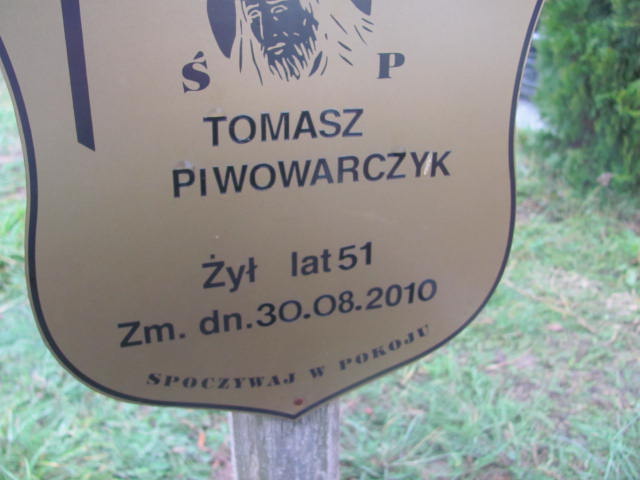 Ś P
TOMASZ
PIWOWARCZYK
Żył lat 51
Zm. dn. 30.08.2010
SPOCZYWAJ W POKOJU